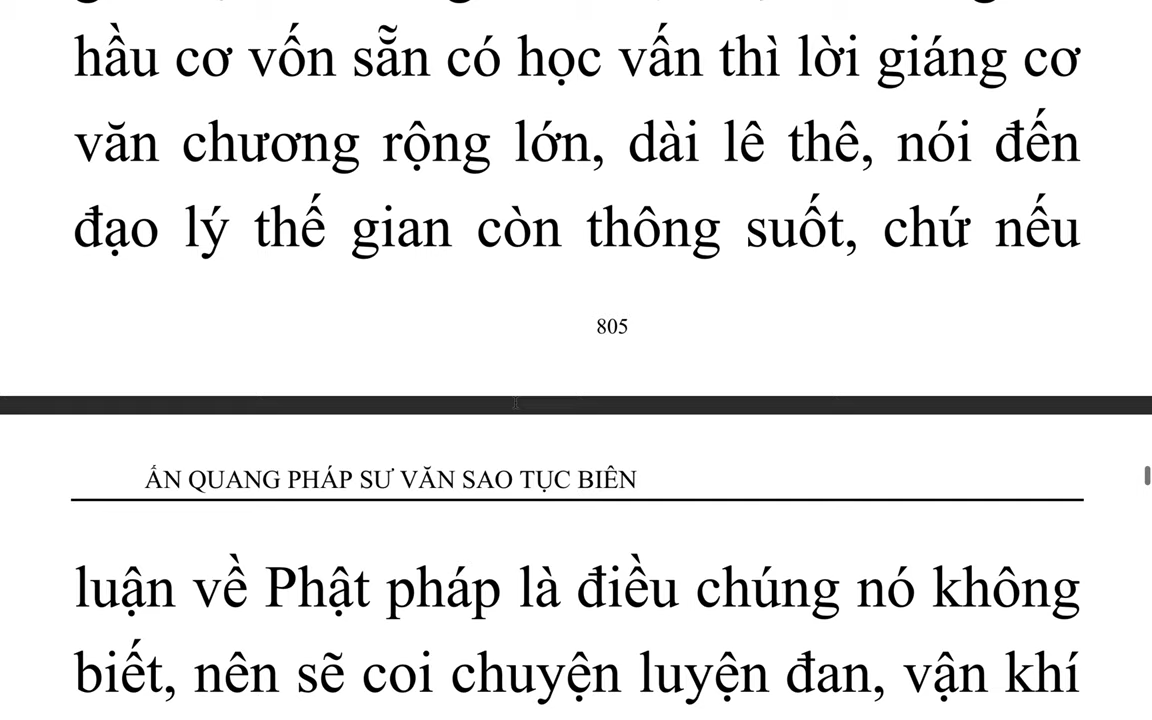 hầu cơ vốn sẵn có học vấn thì lời giáng cơ
văn chương rộng lớn, dài lê thê, nói đến
đạo lý thế gian còn thông suốt, chứ nếu
805
ẤN QUANG PHÁP SƯ VĂN SAO TỤC BIÊN
luận về Phật pháp là điều chúng nó không
biết, nên sẽ coi chuyện luyện đan, vận khí